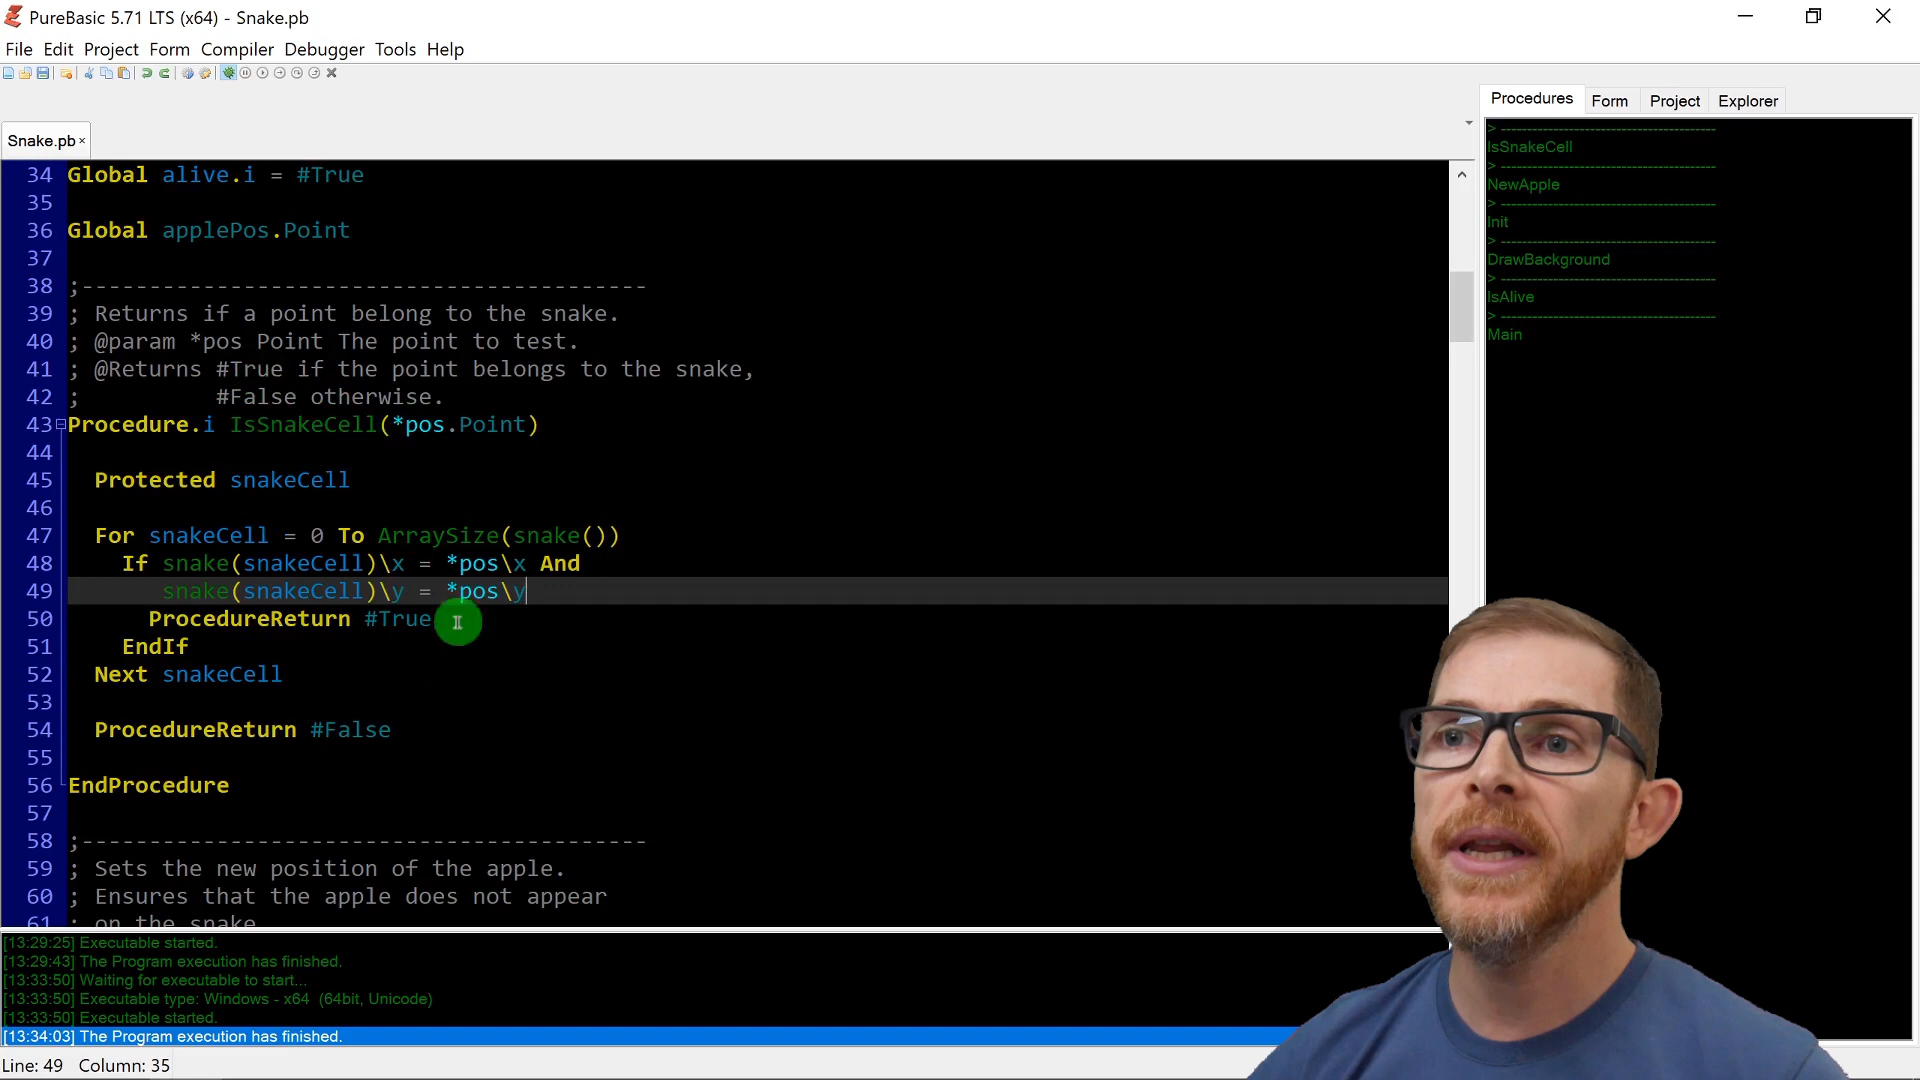 PureBasic 5.71 LTS (x64) - Snake.pb
File Edit Project Form Compiler Debugger Tools Help
Procedures Form Project Explorer
Snake.pb
34 Global alive.i = #True
35
36 Global applePos.Point
37
38 ;------------------------------------------
39 ; Returns if a point belong to the snake.
40 ; @param *pos Point The point to test.
41 ; @Returns #True if the point belongs to the snake,
42 ;          #False otherwise.
43 Procedure.i IsSnakeCell(*pos.Point)
44
45   Protected snakeCell
46
47   For snakeCell = 0 To ArraySize(snake())
48     If snake(snakeCell)\x = *pos\x And
49        snake(snakeCell)\y = *pos\y
50       ProcedureReturn #True
51     EndIf
52   Next snakeCell
53
54   ProcedureReturn #False
55
56 EndProcedure
57
58 ;------------------------------------------
59 ; Sets the new position of the apple.
60 ; Ensures that the apple does not appear
61 ; on the snake
> ----------------------------------------
IsSnakeCell
> ----------------------------------------
NewApple
> ----------------------------------------
Init
> ----------------------------------------
DrawBackground
> ----------------------------------------
IsAlive
> ----------------------------------------
Main
[13:29:25] Executable started.
[13:29:43] The Program execution has finished.
[13:33:50] Waiting for executable to start...
[13:33:50] Executable type: Windows - x64 (64bit, Unicode)
[13:33:50] Executable started.
[13:34:03] The Program execution has finished.
Line: 49 Column: 35